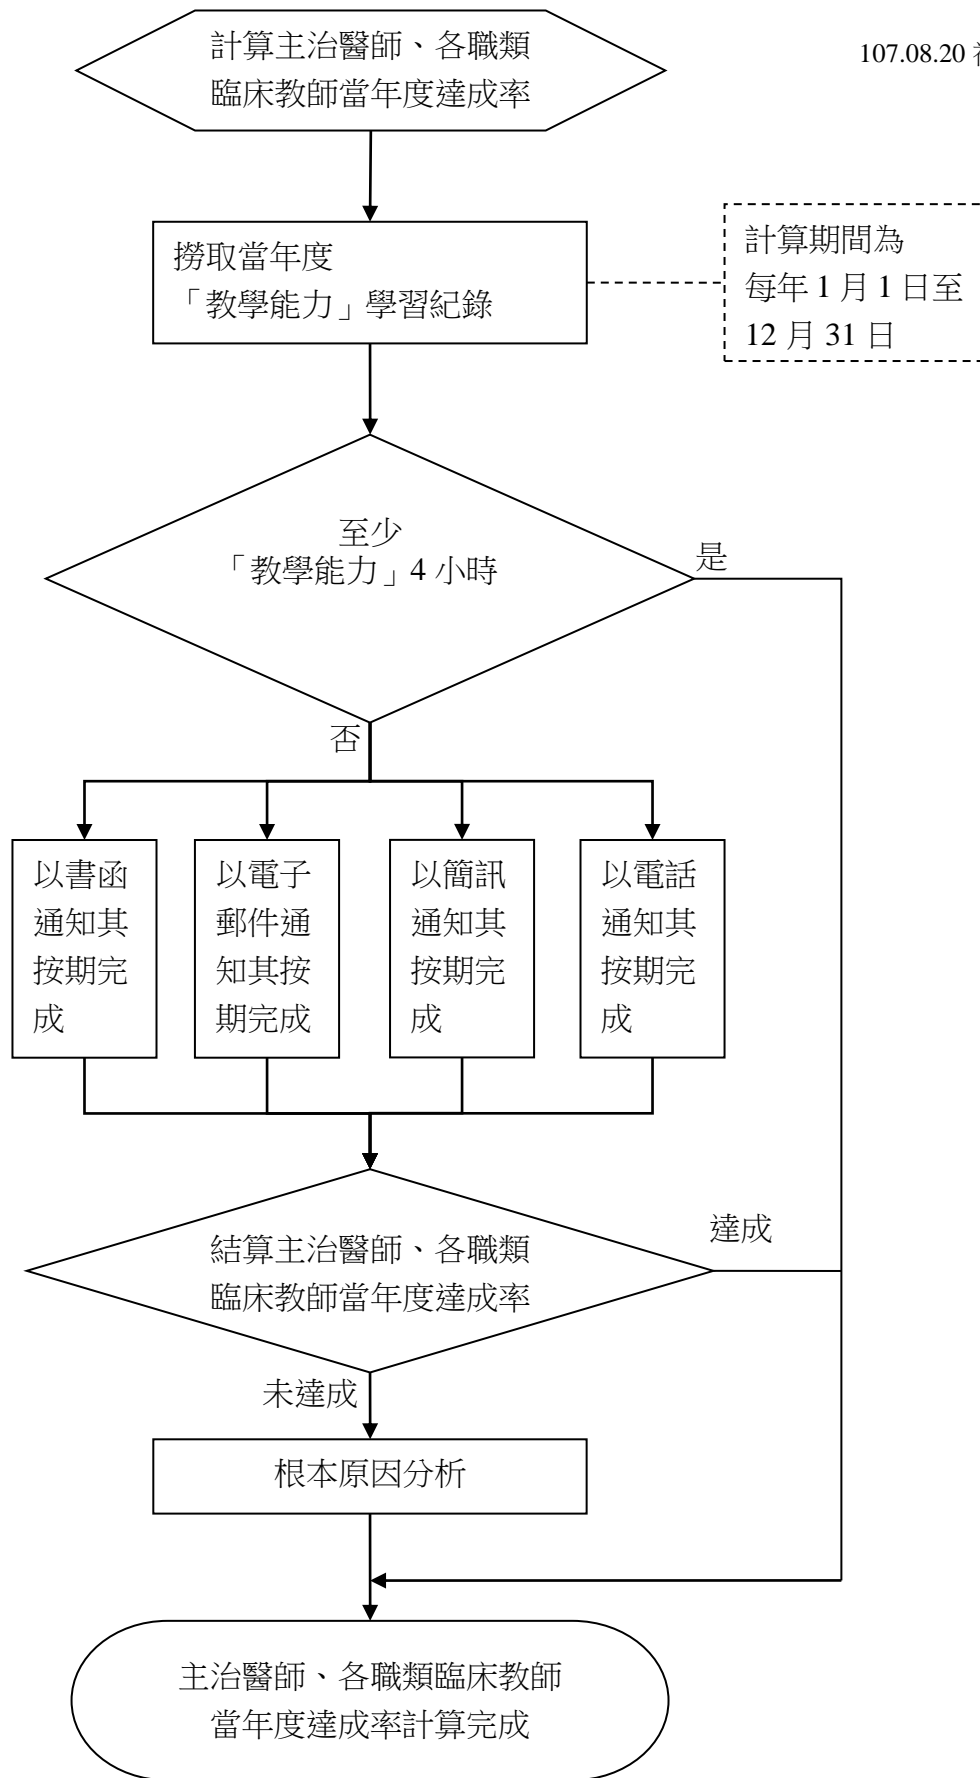 計算主治醫師、各職類
臨床教師當年度達成率
107.08.20
撈取當年度
「教學能力」學習紀錄
計算期間為
每年 1 月 1 日至
12 月 31 日
至少
「教學能力」4 小時
是
否
以書函
通知其
按期完
成
以電子
郵件通
知其按
期完成
以簡訊
通知其
按期完
成
以電話
通知其
按期完
成
結算主治醫師、各職類
臨床教師當年度達成率
達成
未達成
根本原因分析
主治醫師、各職類臨床教師
當年度達成率計算完成